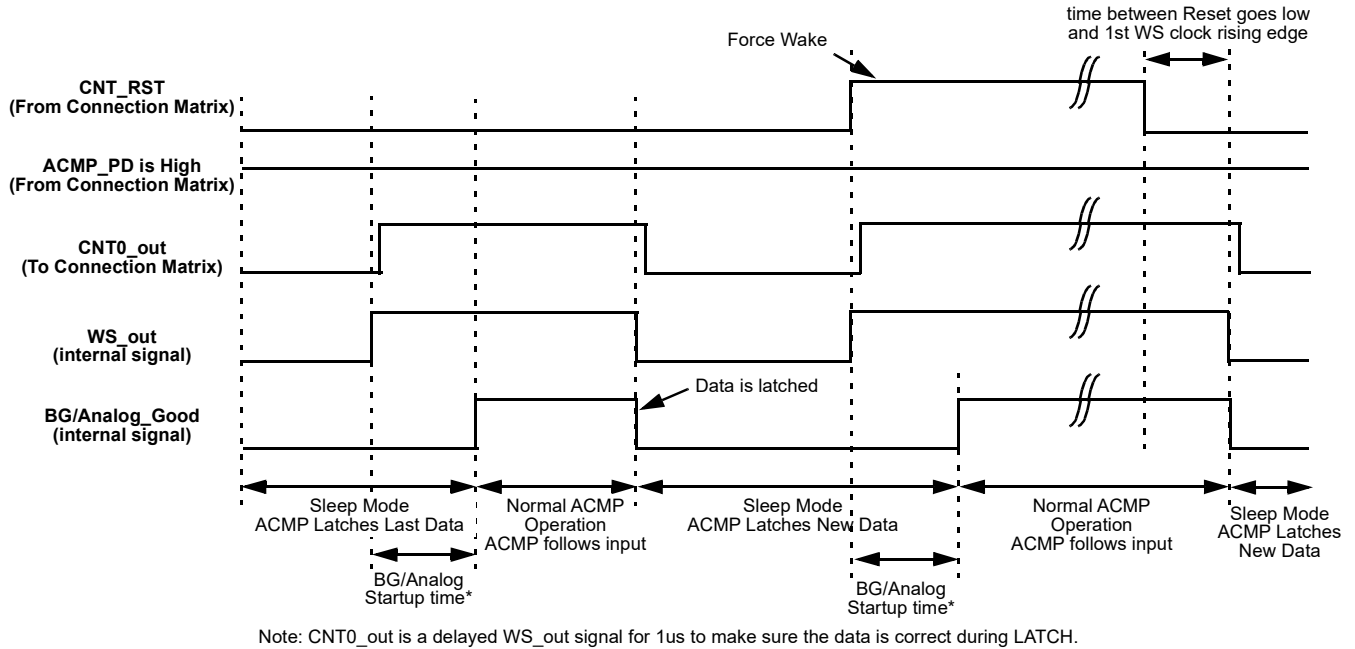 time between Reset goes low
and 1st WS clock rising edge
Force Wake
CNT_RST
(From Connection Matrix)
ACMP_PD is High
(From Connection Matrix)
CNT0_out
(To Connection Matrix)
WS_out
(internal signal)
Data is latched
BG/Analog_Good
(internal signal)
Sleep Mode
ACMP Latches Last Data
Normal ACMP
Operation
ACMP follows input
Sleep Mode
ACMP Latches New Data
Normal ACMP
Operation
ACMP follows input
Sleep Mode
ACMP Latches
New Data
BG/Analog
Startup time*
BG/Analog
Startup time*
Note: CNT0_out is a delayed WS_out signal for 1us to make sure the data is correct during LATCH.